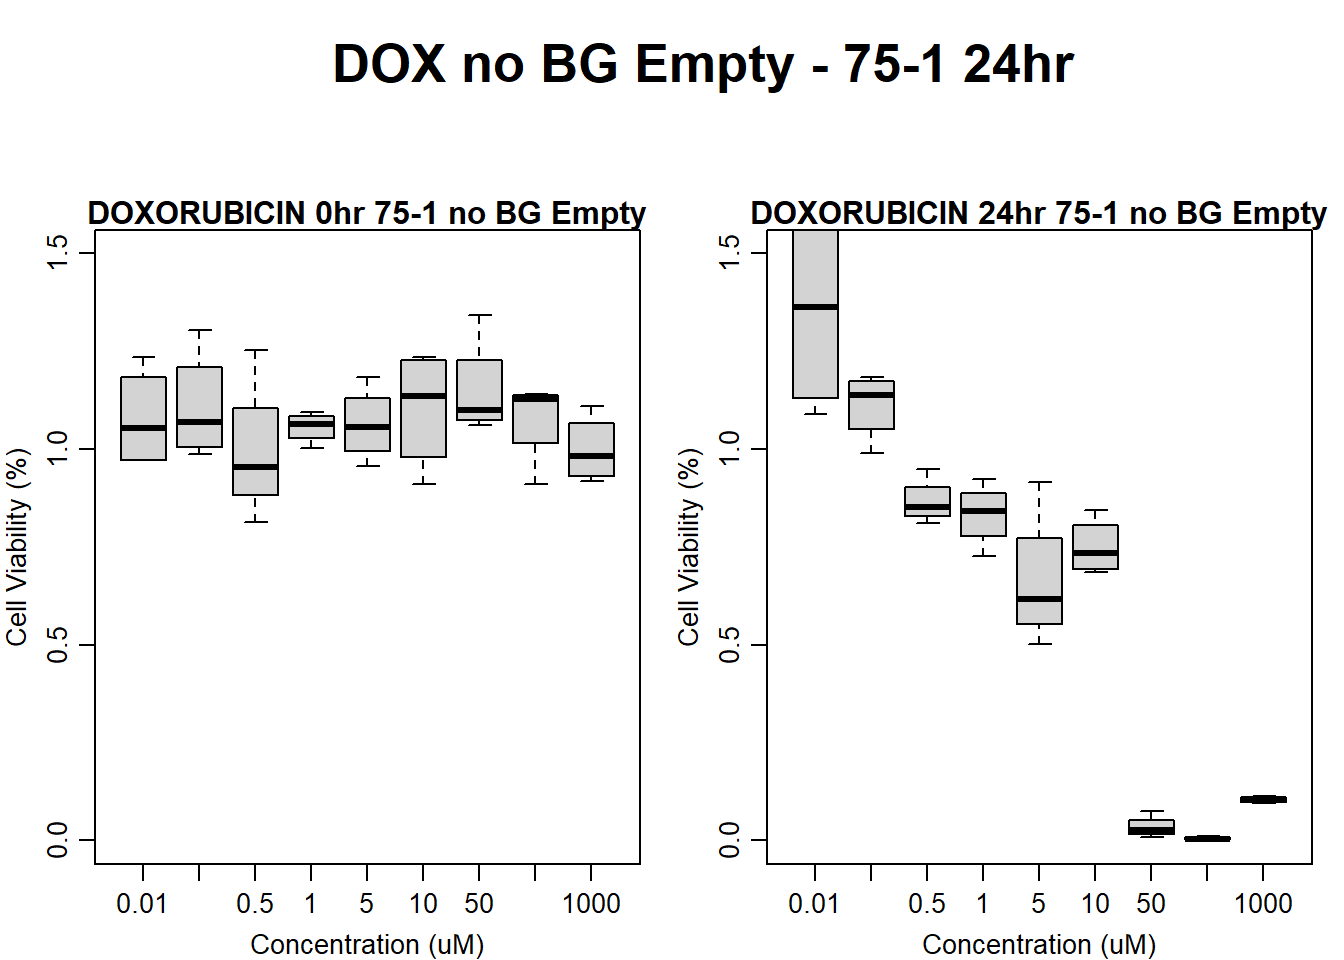 DOX no BG Empty - 75-1 24hr
DOXORUBICIN 0hr 75-1 no BG Empty
Cell Viability (%)
1.5
1.0
0.5
0.0
0.01 0.5 1 5 10 50 1000
Concentration (uM)
DOXORUBICIN 24hr 75-1 no BG Empty
Cell Viability (%)
1.5
1.0
0.5
0.0
0.01 0.5 1 5 10 50 1000
Concentration (uM)